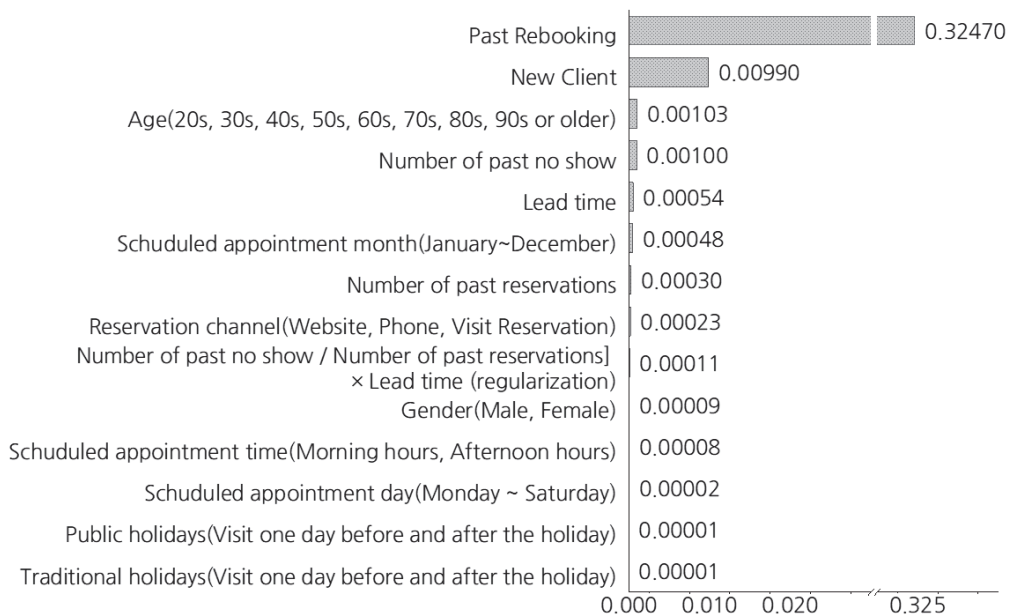 Past Rebooking 0.32470
New Client 0.00990
Age(20s, 30s, 40s, 50s, 60s, 70s, 80s, 90s or older) 0.00103
Number of past no show 0.00100
Lead time 0.00054
Schuduled appointment month(January~December) 0.00048
Number of past reservations 0.00030
Reservation channel(Website, Phone, Visit Reservation) 0.00023
Number of past no show / Number of past reservations]
× Lead time (regularization) 0.00011
Gender(Male, Female) 0.00009
Schuduled appointment time(Morning hours, Afternoon hours) 0.00008
Schuduled appointment day(Monday ~ Saturday) 0.00002
Public holidays(Visit one day before and after the holiday) 0.00001
Traditional holidays(Visit one day before and after the holiday) 0.00001
0.000 0.010 0.020 0.325